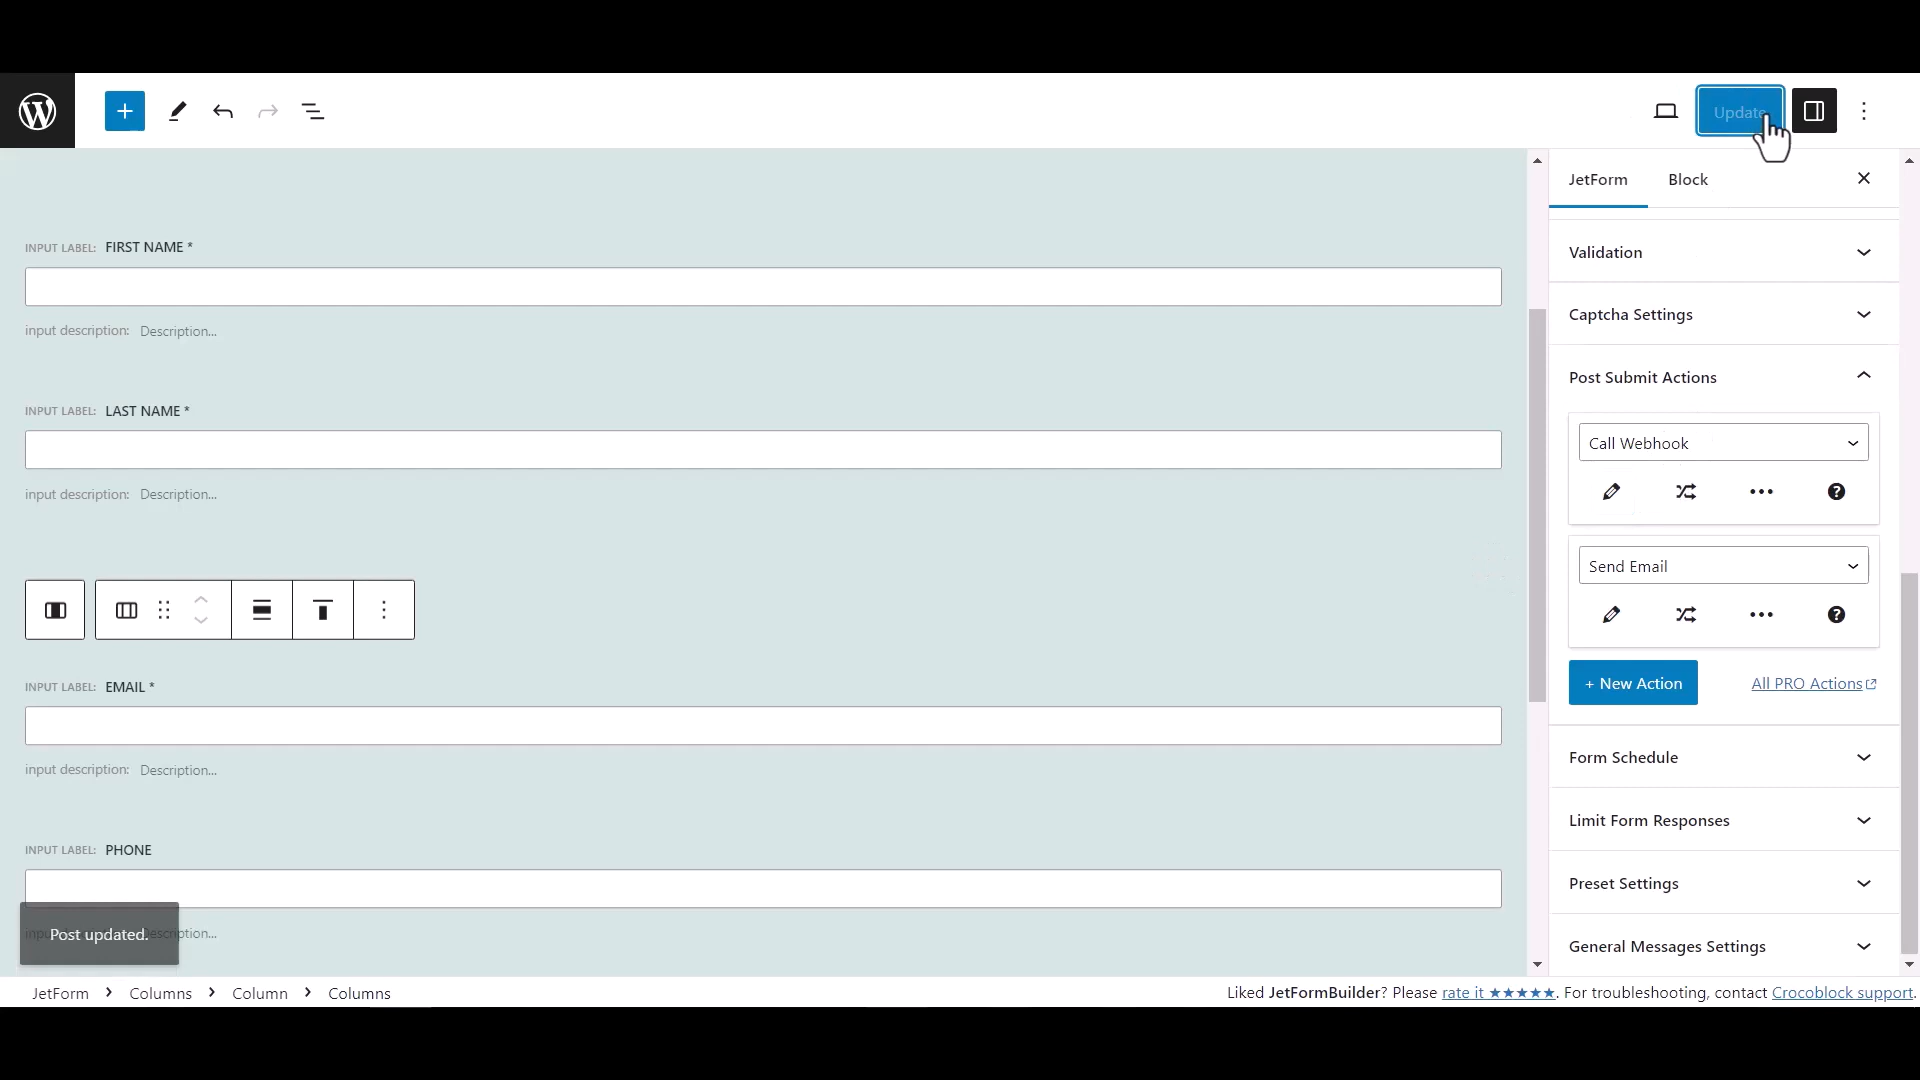 Update
JetForm Block
INPUT LABEL: FIRST NAME *
input description: Description...
INPUT LABEL: LAST NAME *
input description: Description...
INPUT LABEL: EMAIL *
input description: Description...
INPUT LABEL: PHONE
Post updated.
JetForm > Columns > Column > Columns
Validation
Captcha Settings
Post Submit Actions
Call Webhook
Send Email
+ New Action All PRO Actions
Form Schedule
Limit Form Responses
Preset Settings
General Messages Settings
Liked JetFormBuilder? Please rate it ★★★★★. For troubleshooting, contact Crocoblock support.